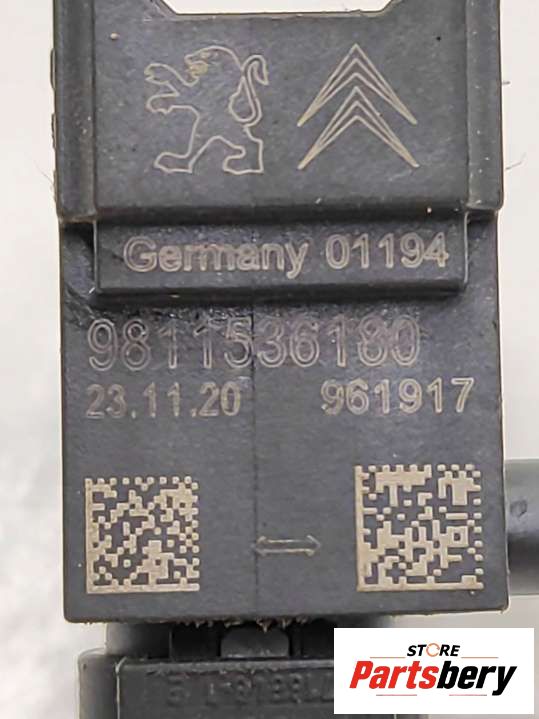 Germany 01194
9811536180
23.11.20 961917
STORE
Partsbery